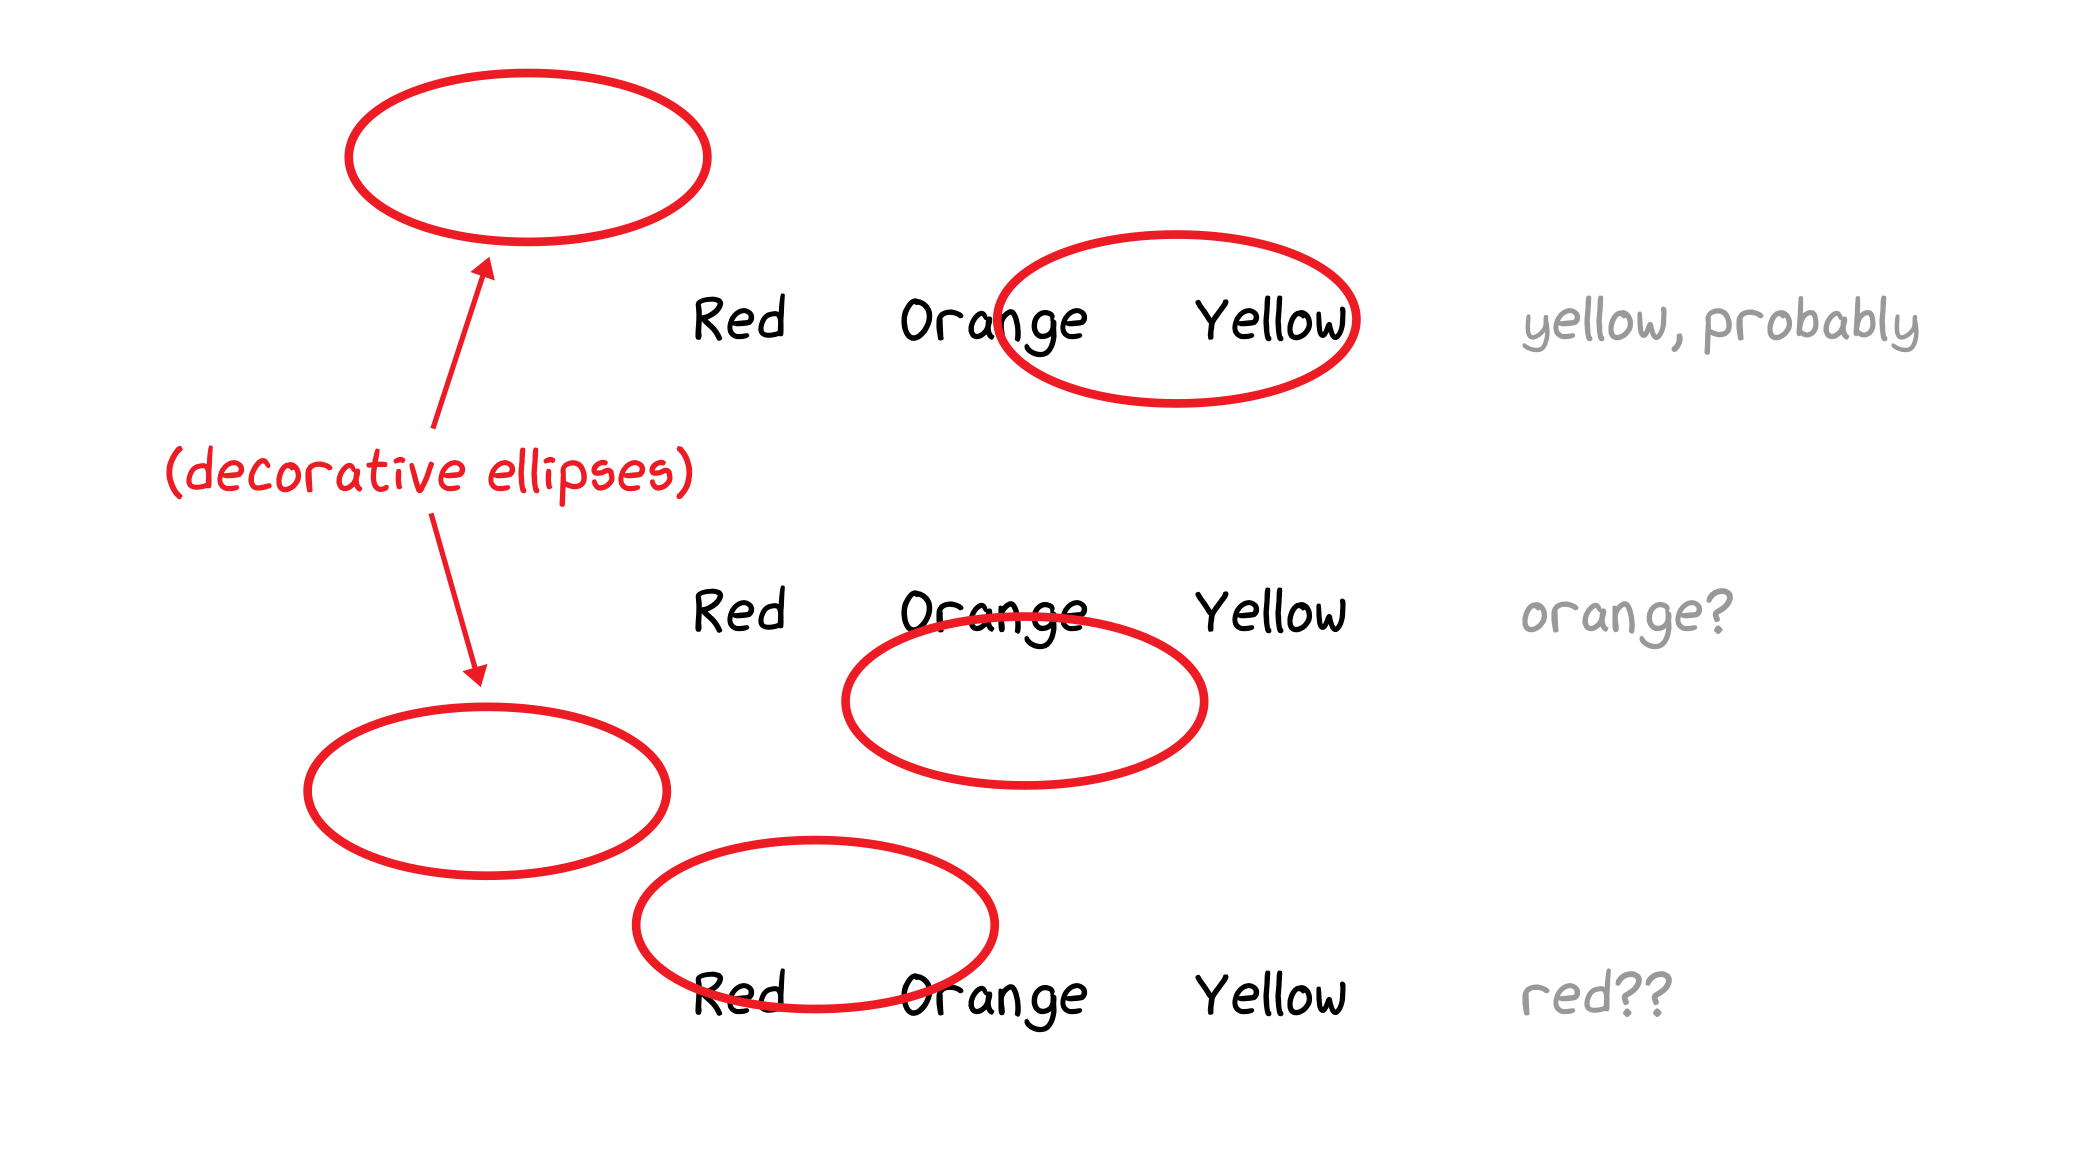 Red Orange Yellow yellow, probably
(decorative ellipses)
Red Orange Yellow orange?
Red Orange Yellow red??